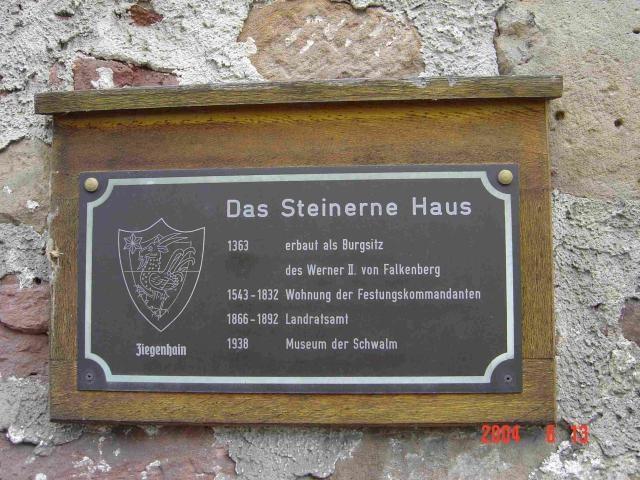 Das Steinerne Haus
1363 erbaut als Burgsitz
des Werner II. von Falkenberg
1543-1832 Wohnung der Festungskommandanten
1866-1892 Landratsamt
1938 Museum der Schwalm
Ziegenhain
2004 6 13